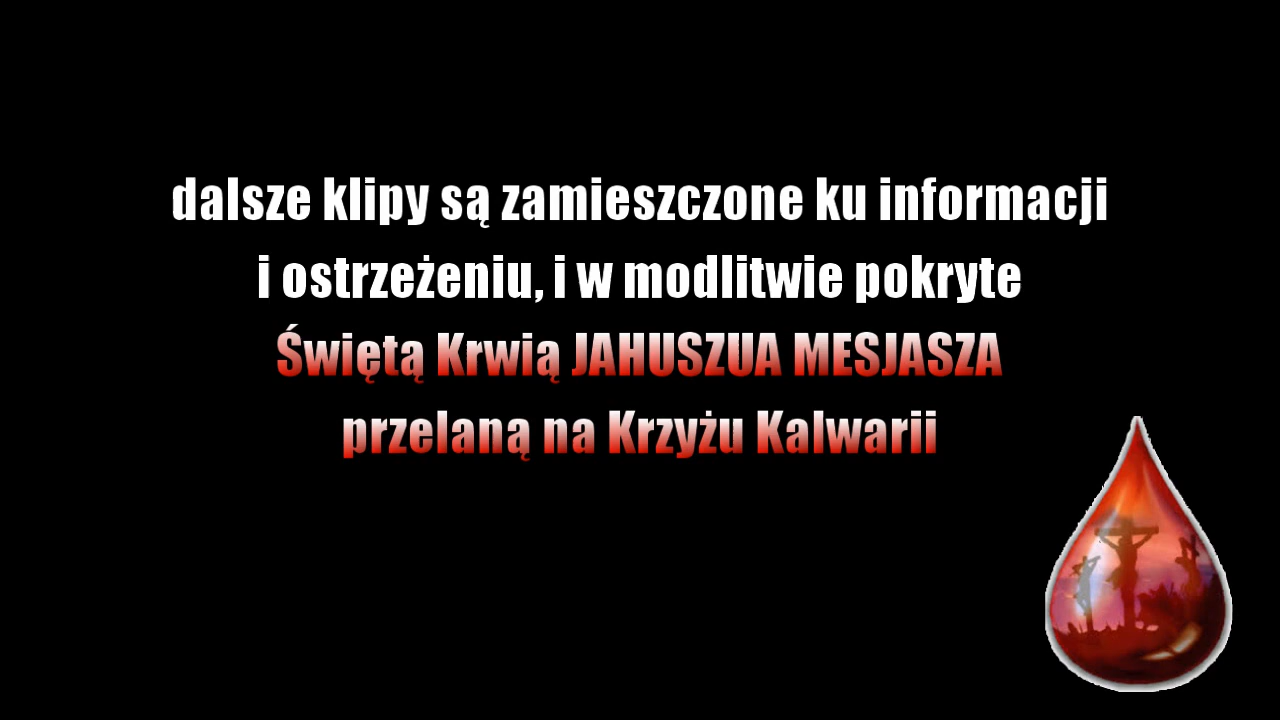 dalsze klipy są zamieszczone ku informacji
i ostrzeżeniu, i w modlitwie pokryte
Świętą Krwią JAHUSZUA MESJASZA
przelaną na Krzyżu Kalwarii